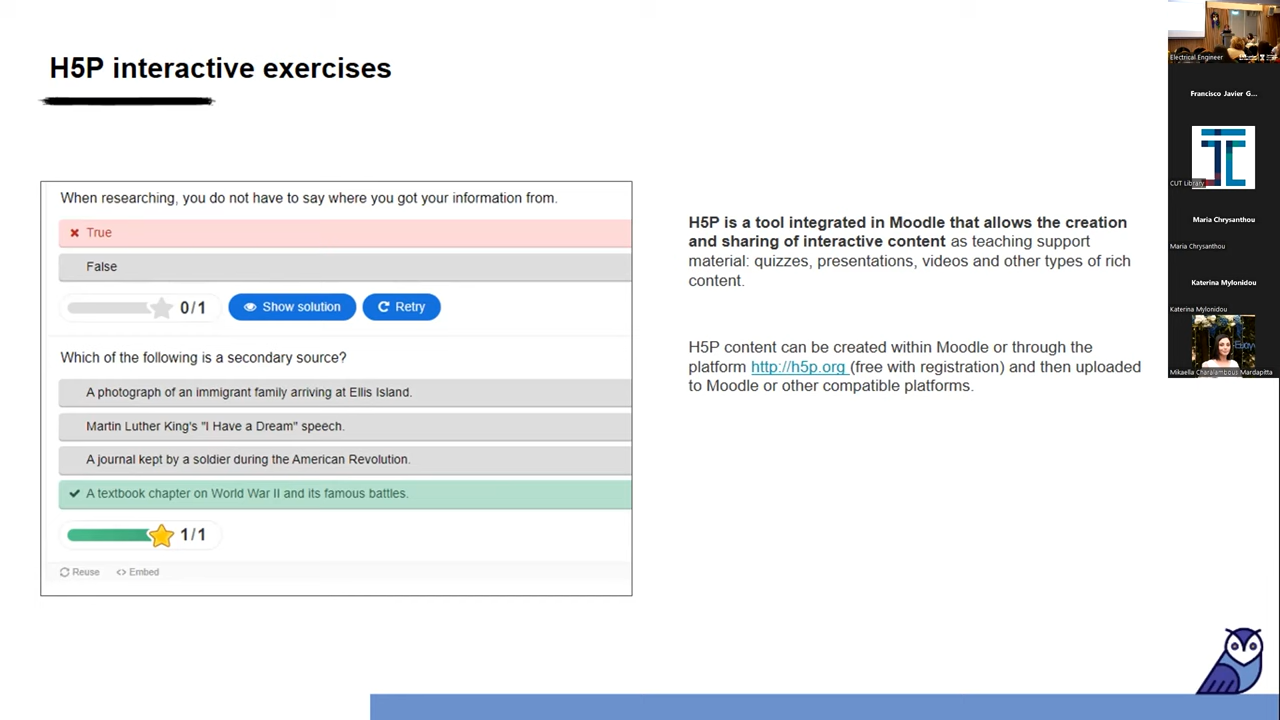 H5P interactive exercises
When researching, you do not have to say where you got your information from.
True
False
0/1
Show solution
Retry
Which of the following is a secondary source?
A photograph of an immigrant family arriving at Ellis Island.
Martin Luther King's "I Have a Dream" speech.
A journal kept by a soldier during the American Revolution.
A textbook chapter on World War II and its famous battles.
1/1
Reuse
Embed
H5P is a tool integrated in Moodle that allows the creation
and sharing of interactive content as teaching support
material: quizzes, presentations, videos and other types of rich
content.
H5P content can be created within Moodle or through the
platform http://h5p.org (free with registration) and then uploaded
to Moodle or other compatible platforms.
Electrical Engineer
Francisco Javier G...
CUT Library
Maria Chrysanthou
Maria Chrysanthou
Katerina Mylonidou
Katerina Mylonidou
Mikaella Charalambous Mardapitta